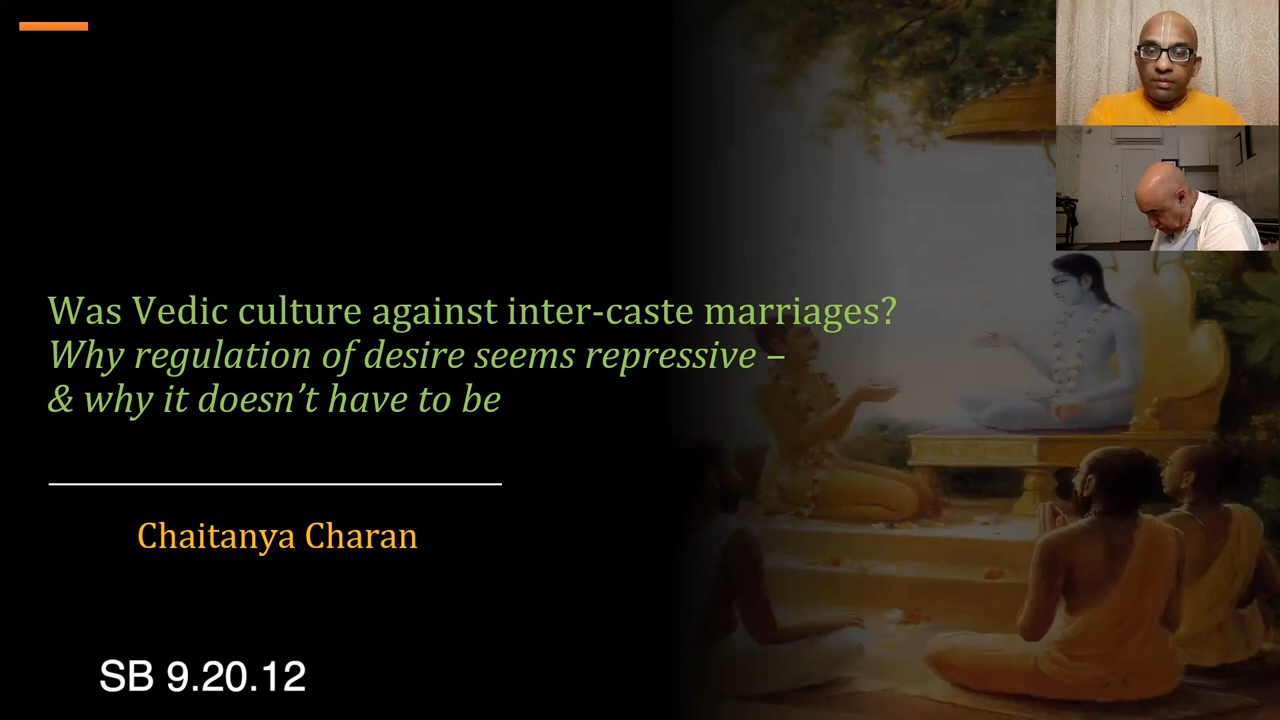 Was Vedic culture against inter-caste marriages?
Why regulation of desire seems repressive –
& why it doesn’t have to be
Chaitanya Charan
SB 9.20.12